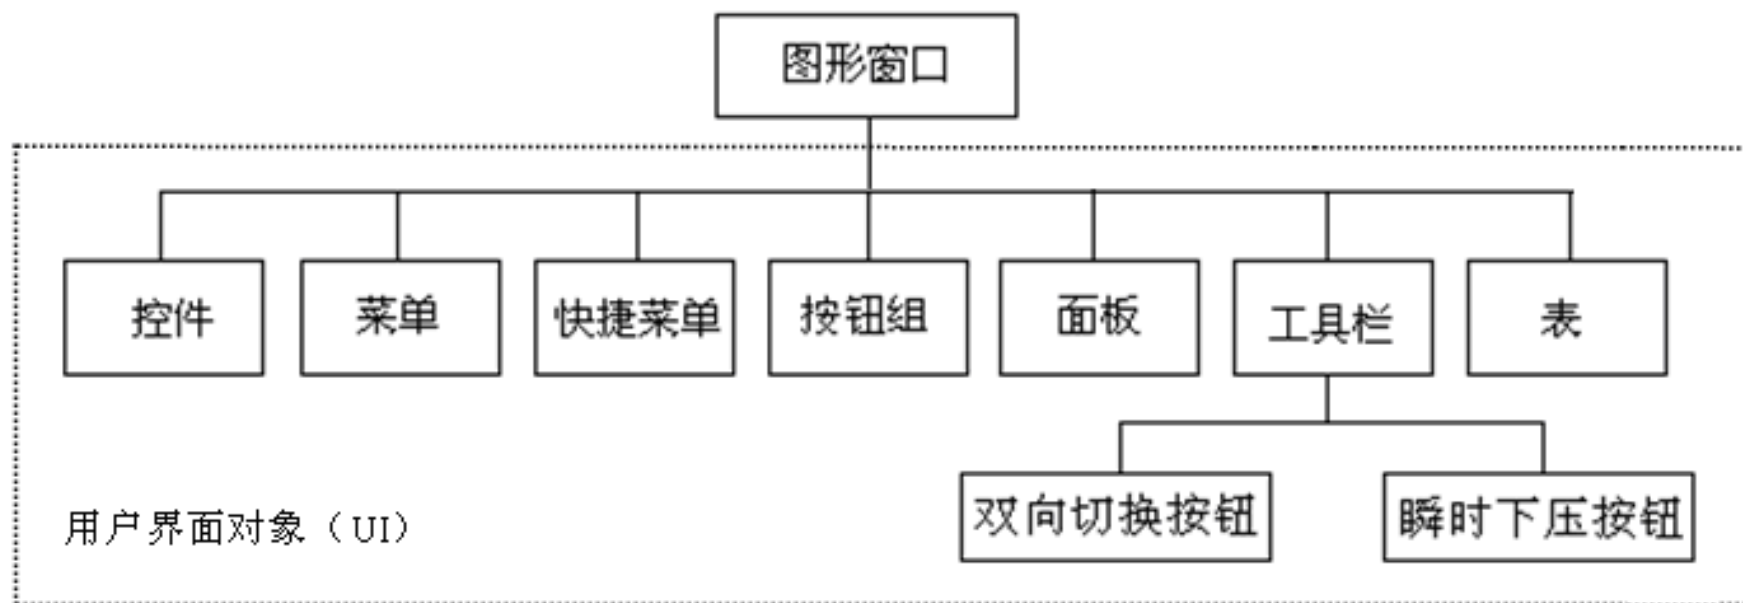 图形窗口
控件
菜单
快捷菜单
按钮组
面板
工具栏
表
双向切换按钮
瞬时下压按钮
用户界面对象（UI）